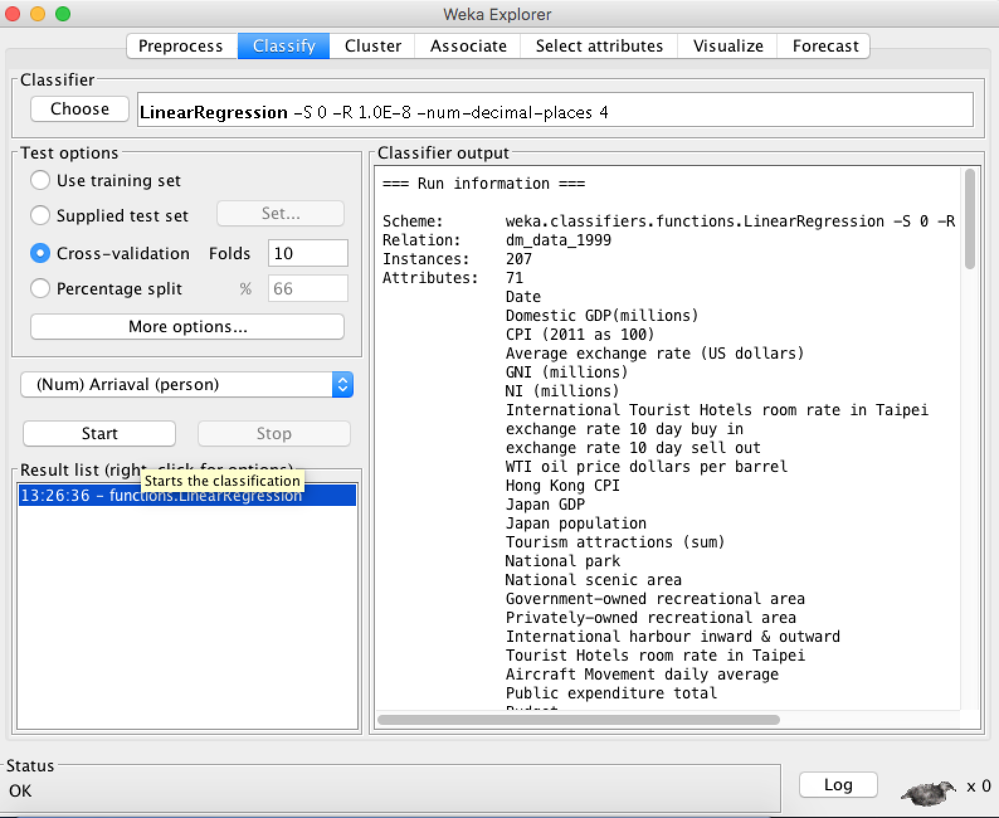 Weka Explorer
Preprocess Classify Cluster Associate Select attributes Visualize Forecast
Classifier
Choose LinearRegression -S 0 -R 1.0E-8 -num-decimal-places 4
Test options
Use training set
Supplied test set Set...
Cross-validation Folds 10
Percentage split % 66
More options...
(Num) Arriaval (person)
Start Stop
Result list (right-click for options)
Starts the classification
13:26:36 - functions.LinearRegression
Classifier output
=== Run information ===
Scheme: weka.classifiers.functions.LinearRegression -S 0 -R
Relation: dm_data_1999
Instances: 207
Attributes: 71
Date
Domestic GDP(millions)
CPI (2011 as 100)
Average exchange rate (US dollars)
GNI (millions)
NI (millions)
International Tourist Hotels room rate in Taipei
exchange rate 10 day buy in
exchange rate 10 day sell out
WTI oil price dollars per barrel
Hong Kong CPI
Japan GDP
Japan population
Tourism attractions (sum)
National park
National scenic area
Government-owned recreational area
Privately-owned recreational area
International harbour inward & outward
Tourist Hotels room rate in Taipei
Aircraft Movement daily average
Public expenditure total
Budget
Status
OK
Log x 0